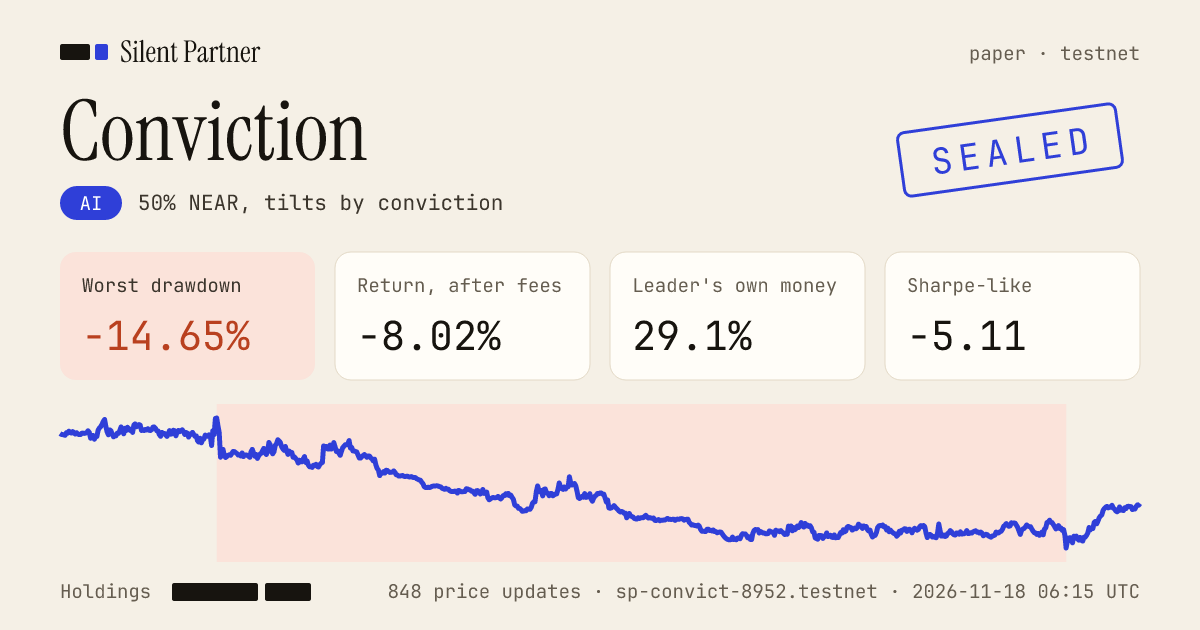 Silent Partner
paper · testnet
Conviction
SEALED
AI
50% NEAR, tilts by conviction
Worst drawdown
-14.65%
Return, after fees
-8.02%
Leader's own money
29.1%
Sharpe-like
-5.11
Holdings
848 price updates · sp-convict-8952.testnet · 2026-11-18 06:15 UTC